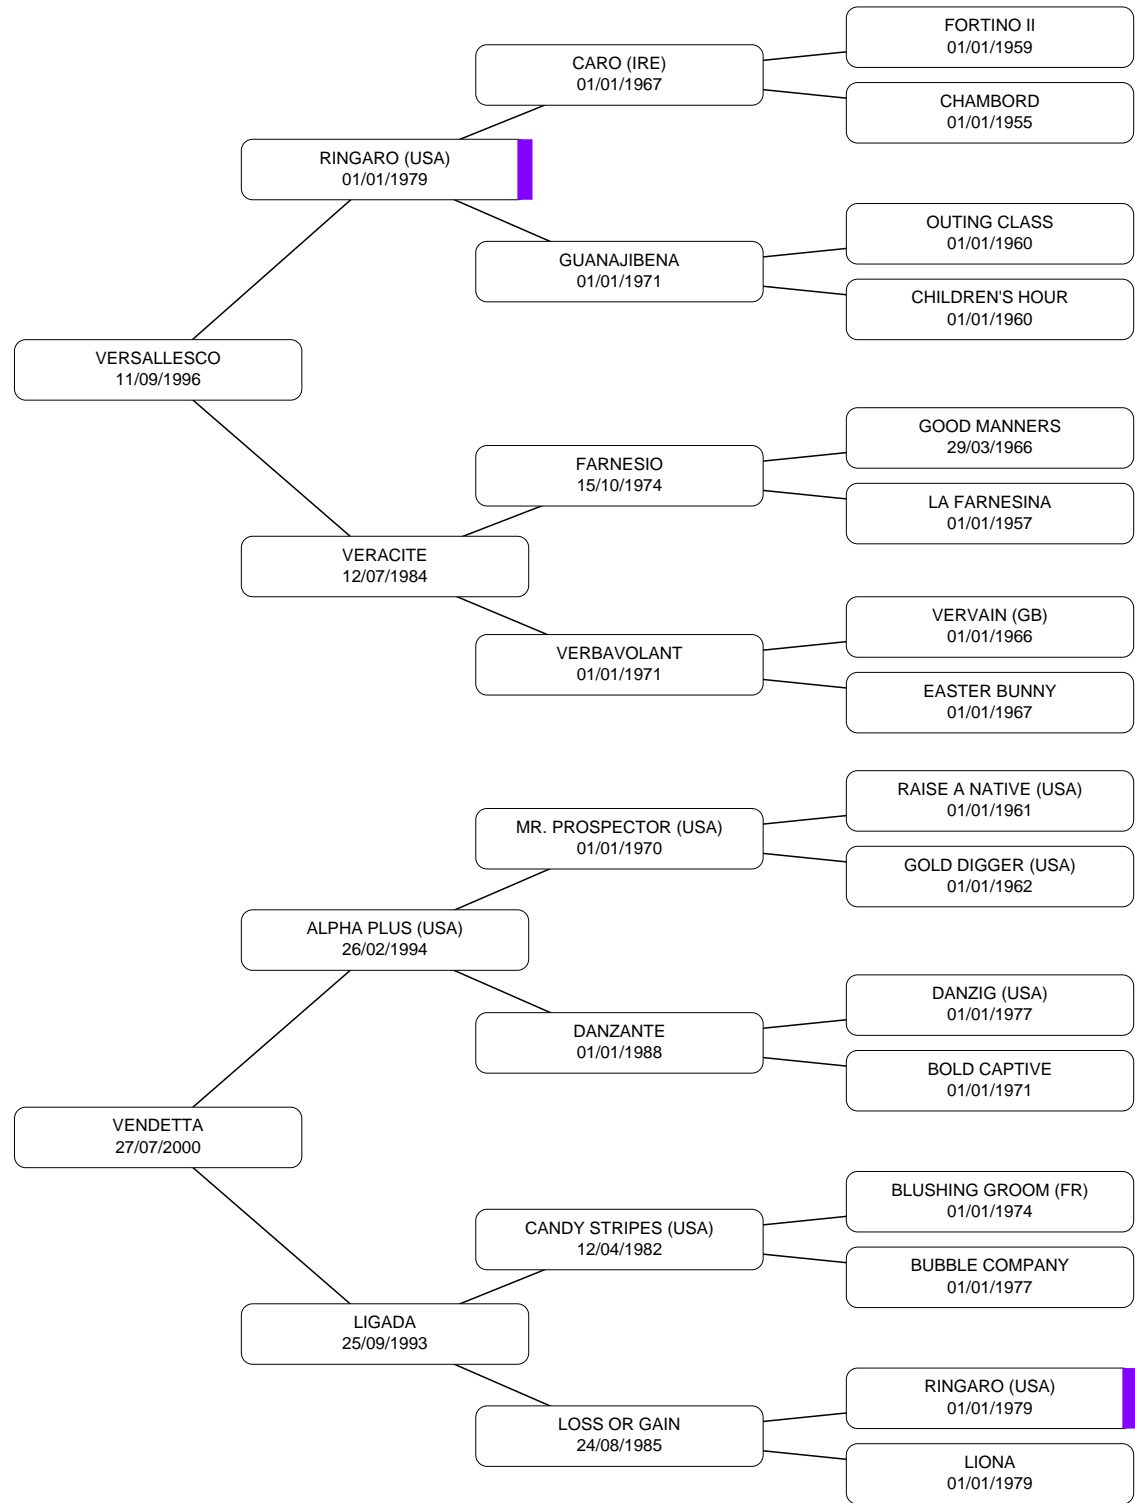 FORTINO II
01/01/1959
CARO (IRE)
01/01/1967
CHAMBORD
01/01/1955
RINGARO (USA)
01/01/1979
OUTING CLASS
01/01/1960
GUANAJIBENA
01/01/1971
CHILDREN'S HOUR
01/01/1960
VERSALLESCO
11/09/1996
GOOD MANNERS
29/03/1966
FARNESIO
15/10/1974
LA FARNESINA
01/01/1957
VERACITE
12/07/1984
VERVAIN (GB)
01/01/1966
VERBAVOLANT
01/01/1971
EASTER BUNNY
01/01/1967
RAISE A NATIVE (USA)
01/01/1961
MR. PROSPECTOR (USA)
01/01/1970
GOLD DIGGER (USA)
01/01/1962
ALPHA PLUS (USA)
26/02/1994
DANZIG (USA)
01/01/1977
DANZANTE
01/01/1988
BOLD CAPTIVE
01/01/1971
VENDETTA
27/07/2000
BLUSHING GROOM (FR)
01/01/1974
CANDY STRIPES (USA)
12/04/1982
BUBBLE COMPANY
01/01/1977
LIGADA
25/09/1993
RINGARO (USA)
01/01/1979
LOSS OR GAIN
24/08/1985
LIONA
01/01/1979